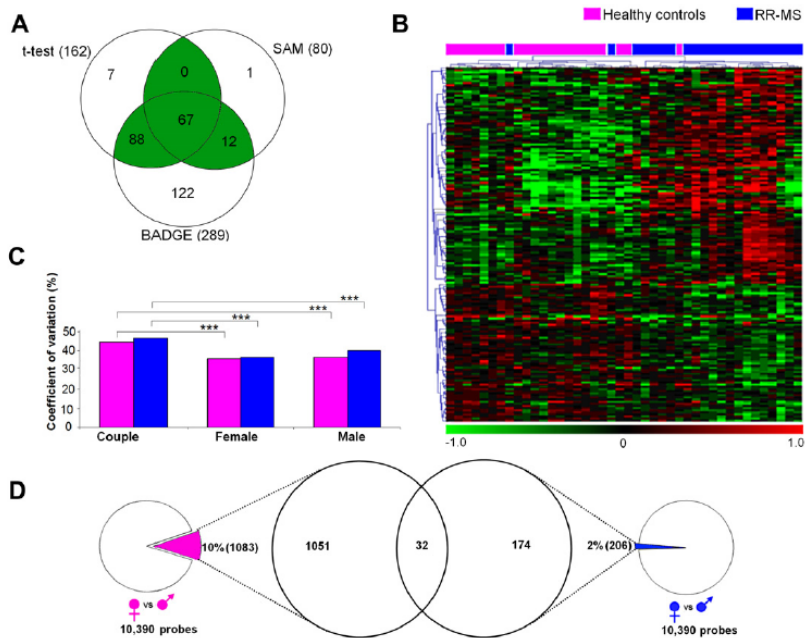 A
t-test (162)
SAM (80)
7
0
1
67
88
12
122
BADGE (289)
B
Healthy controls
RR-MS
-1.0
0
1.0
C
Coefficient of variation (%)
50
40
30
20
10
0
***
***
***
***
Couple
Female
Male
D
10% (1083)
1051
32
174
2% (206)
♀ vs ♂
10,390 probes
♀ vs ♂
10,390 probes